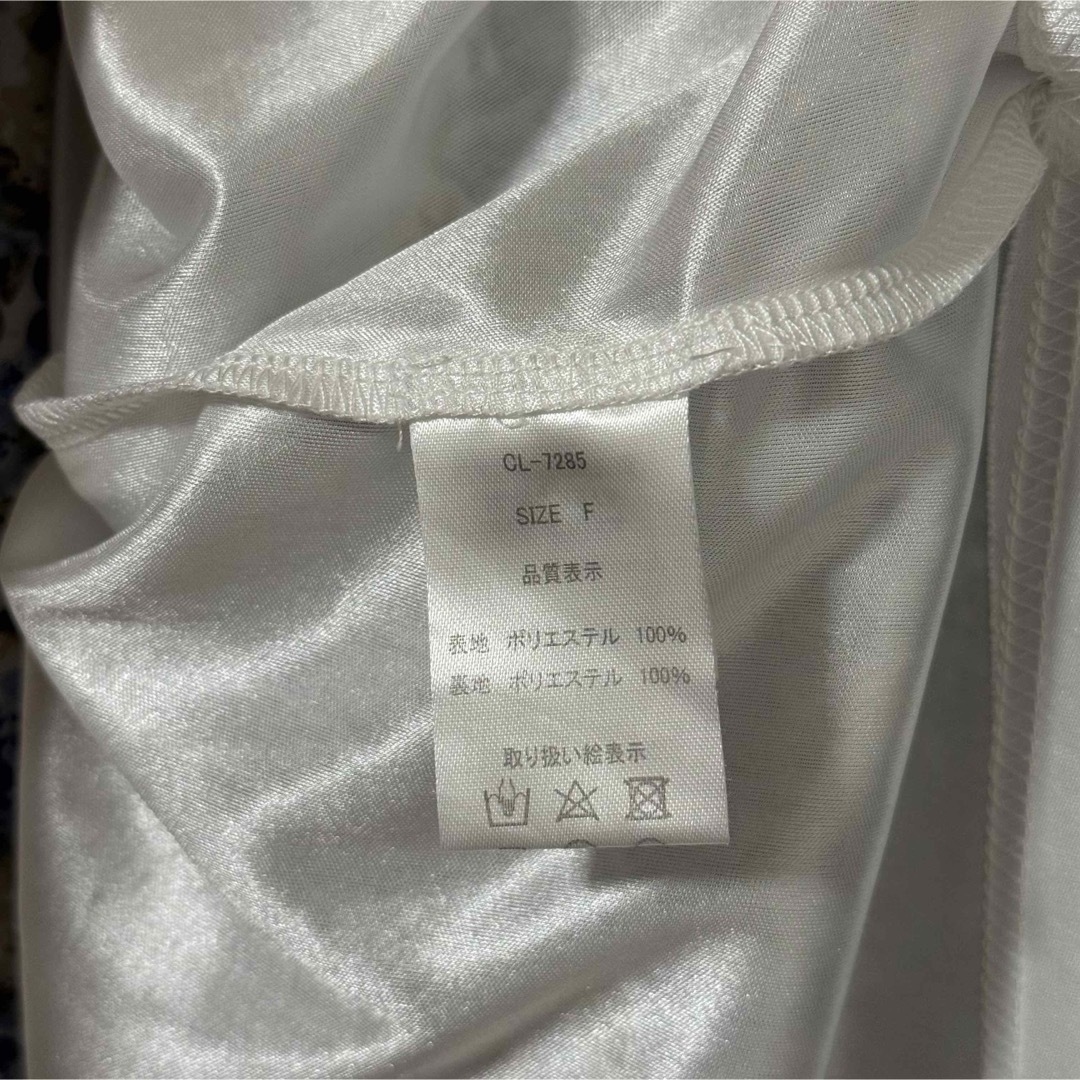 CL-7285
SIZE F
品質表示
表地 ポリエステル 100%
裏地 ポリエステル 100%
取り扱い絵表示